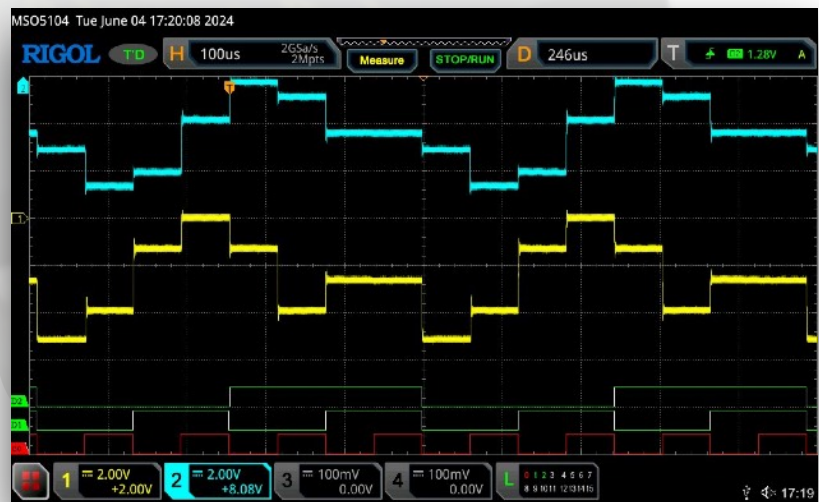 MSO5104 Tue June 04 17:20:08 2024
RIGOL T'D H 100us 2GSa/s 2Mpts Measure STOP/RUN D 246us T C2 1.28V A
T
2
1
D2
D1
1 2.00V +2.00V 2 2.00V +8.08V 3 100mV 0.00V 4 100mV 0.00V L 0 1 2 3 4 5 6 7 8 9 10 11 12 13 14 15 17:19